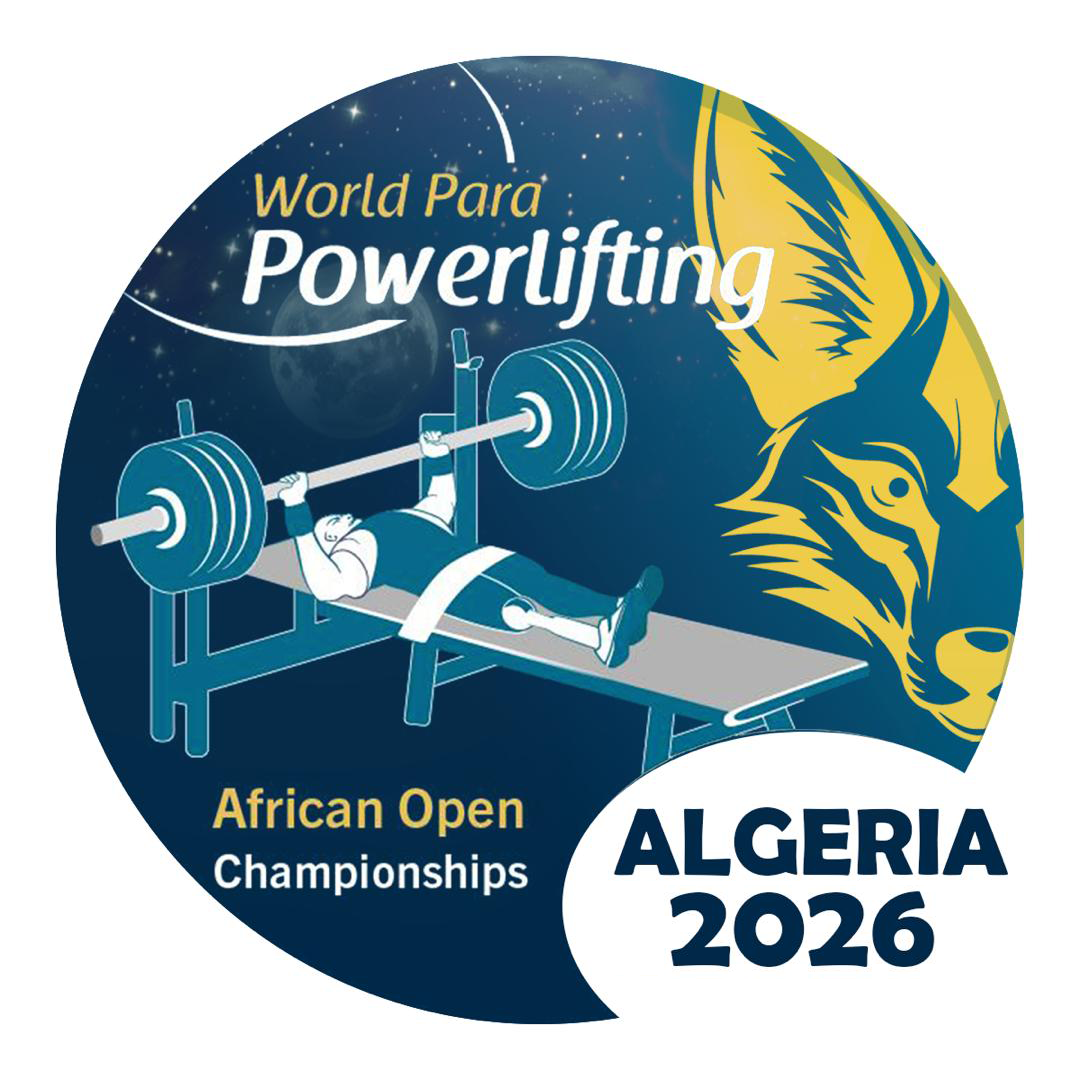 World Para
Powerlifting
African Open
Championships
ALGERIA
2026